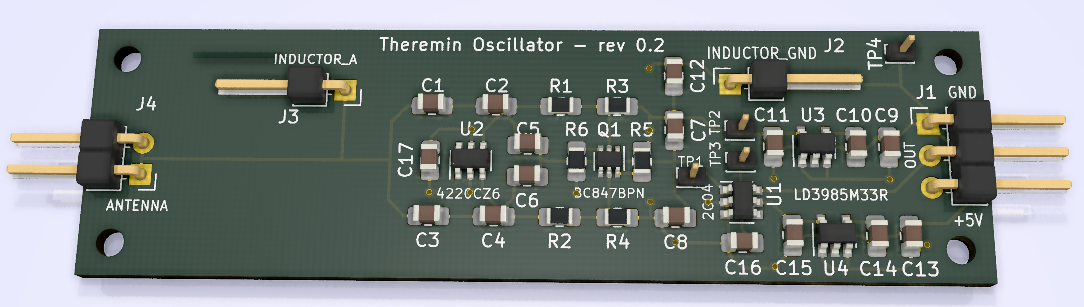 Theremin Oscillator – rev 0.2
INDUCTOR_A
INDUCTOR_GND
J2
TP4
J4
J3
C1
C2
R1
R3
C12
C11
U3
C10
C9
J1
GND
U2
C5
R6
Q1
R5
C7
TP2
TP3
OUT
C17
TP1
4220CZ6
C6
BC847BPN
2G04
U1
LD3985M33R
ANTENNA
+5V
C3
C4
R2
R4
C8
C16
C15
U4
C14
C13